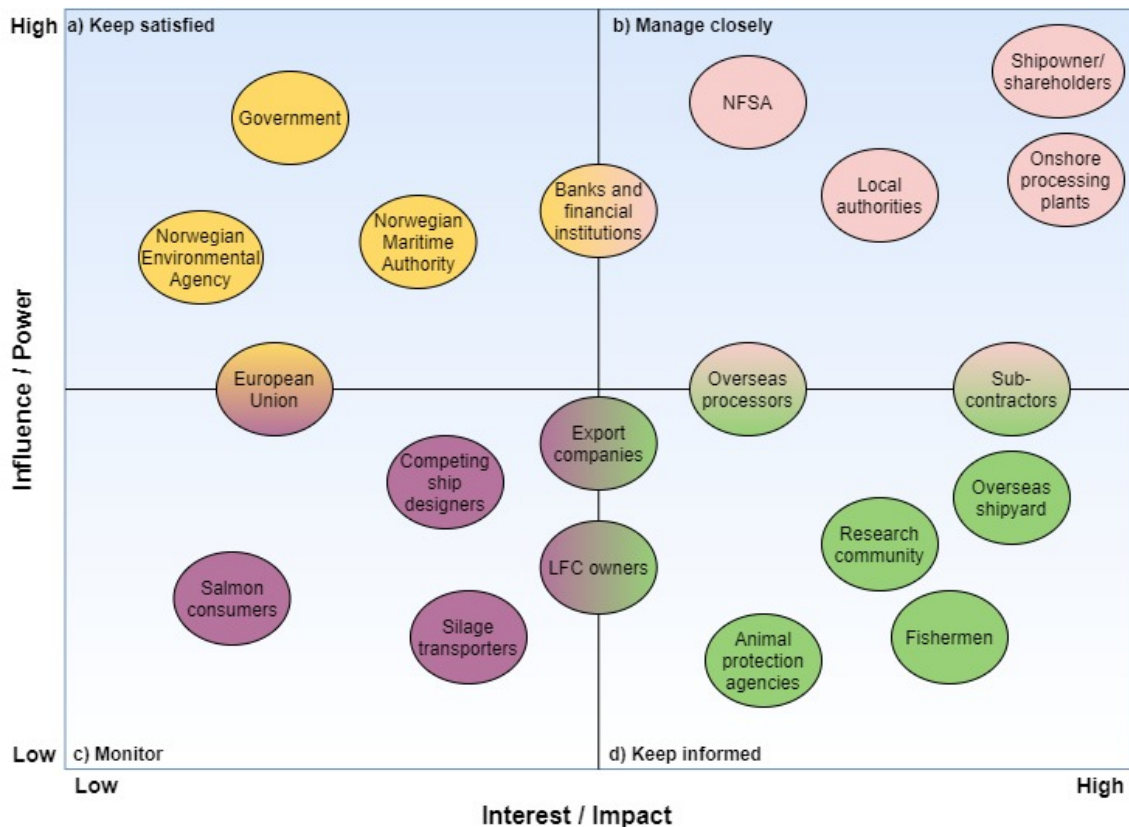 High
a) Keep satisfied
b) Manage closely
Shipowner/
shareholders
NFSA
Government
Onshore
processing
plants
Local
authorities
Banks and
financial
institutions
Norwegian
Maritime
Authority
Norwegian
Environmental
Agency
Influence / Power
European
Union
Overseas
processors
Sub-
contractors
Export
companies
Competing
ship
designers
Overseas
shipyard
Research
community
LFC owners
Salmon
consumers
Silage
transporters
Animal
protection
agencies
Fishermen
Low
c) Monitor
d) Keep informed
Low
High
Interest / Impact